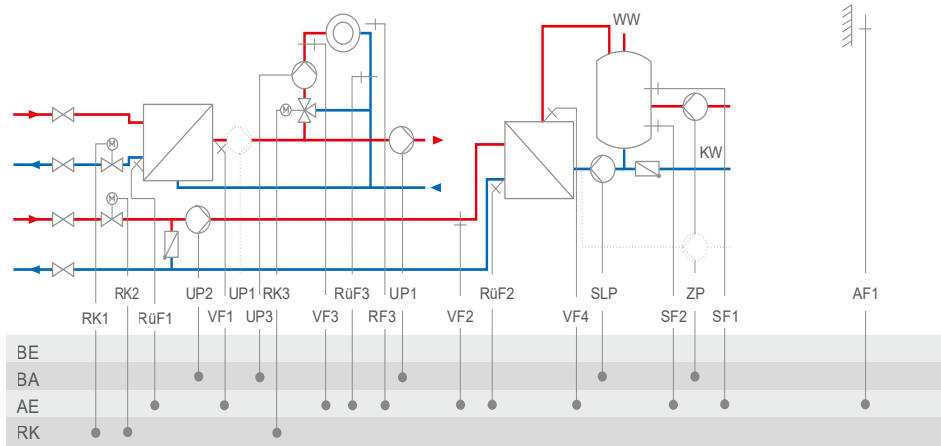 WW
M
M
KW
M
RK2 UP2 UP1 RK3 RüF3 UP1 RüF2 SLP ZP AF1
RK1 RüF1 VF1 UP3 VF3 RF3 VF2 VF4 SF2 SF1
BE
BA
AE
RK